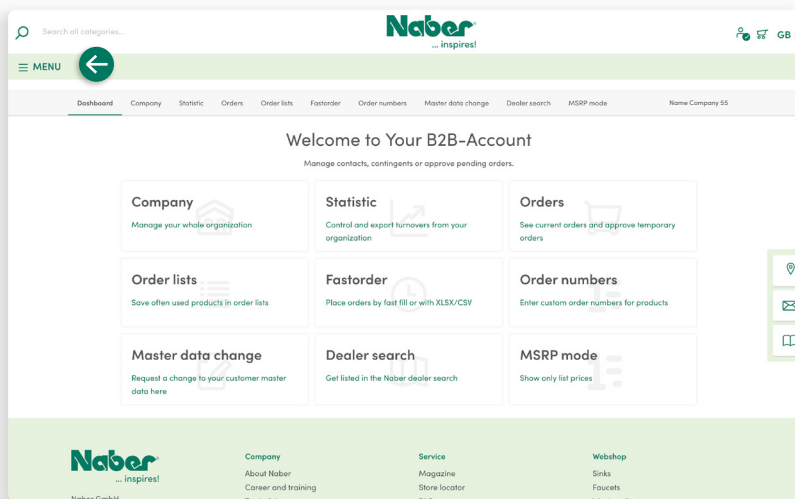 Search all categories...
Naber
... inspires!
GB
MENU
Dashboard Company Statistic Orders Order lists Fastorder Order numbers Master data change Dealer search MSRP mode Name Company 55
Welcome to Your B2B-Account
Manage contacts, contingents or approve pending orders.
Company
Manage your whole organization
Statistic
Control and export turnovers from your
organization
Orders
See current orders and approve temporary
orders
Order lists
Save often used products in order lists
Fastorder
Place orders by fast fill or with XLSX/CSV
Order numbers
Enter custom order numbers for products
Master data change
Request a change to your customer master
data here
Dealer search
Get listed in the Naber dealer search
MSRP mode
Show only list prices
Naber
... inspires!
Naber GmbH
Company
About Naber
Career and training
Service
Magazine
Store locator
Webshop
Sinks
Faucets